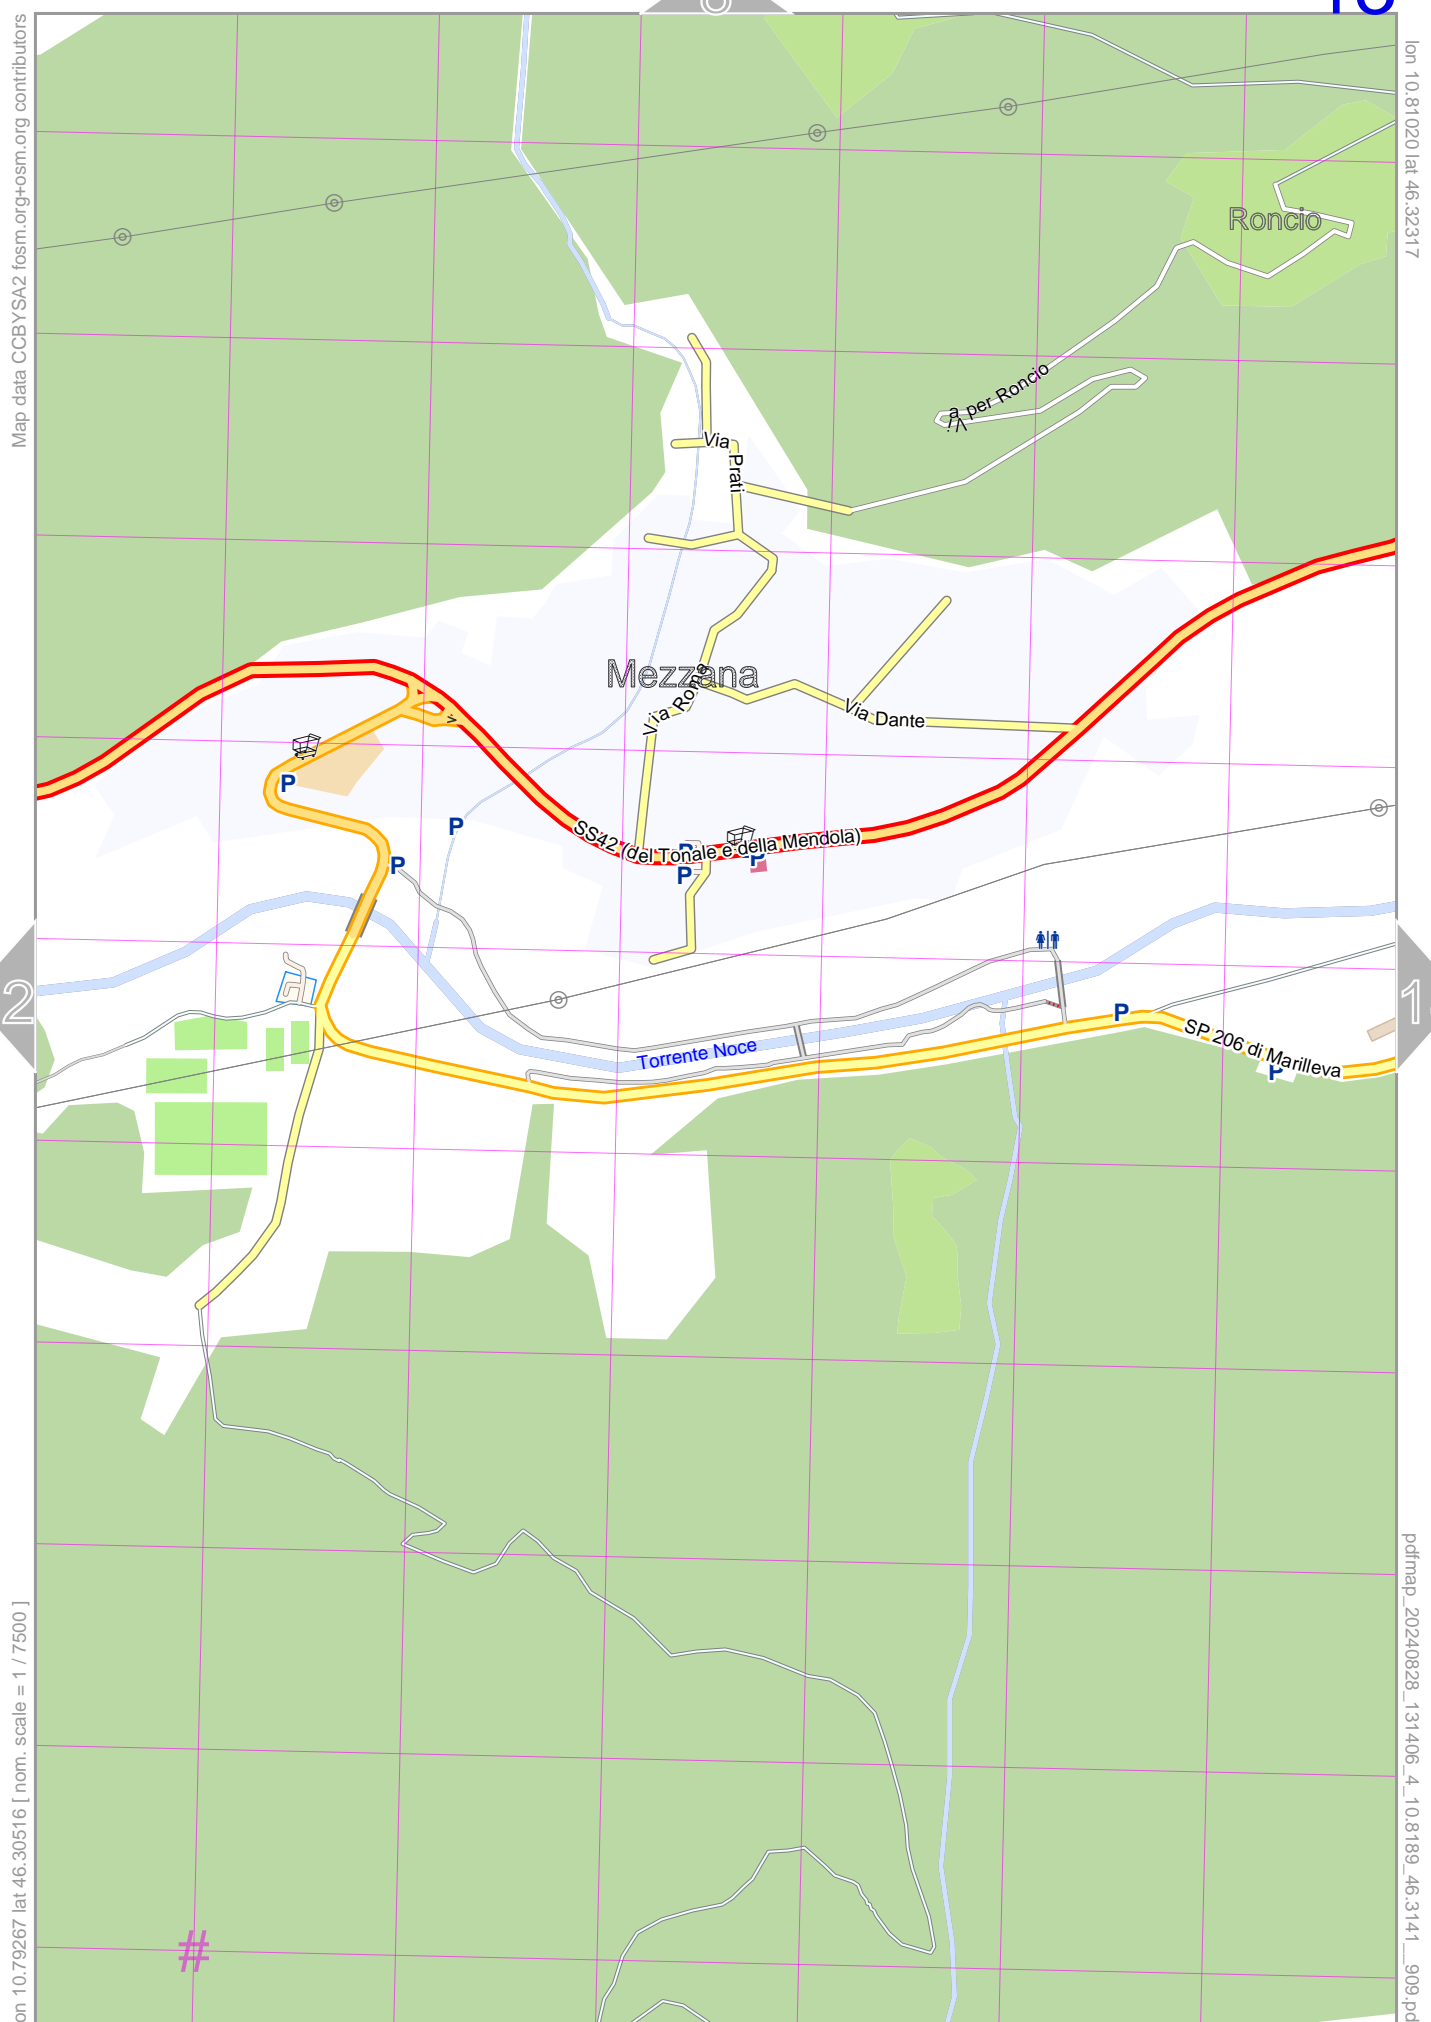 Map data CCBYSA2 fosm.org+osm.org contributors
lon 10.81020 lat 46.32317
Roncio
Via per Roncio
Via Prati
Mezzana
Via Roma
Via Dante
P
P
P
P
SS42 (del Tonale e della Mendola)
P
P
P
2
1
P
SP 206 di Marilleva
Torrente Noce
P
#
on 10.79267 lat 46.30516 [ nom. scale = 1 / 7500 ]
pdfmap_20240828_131406_4_10.8189_46.3141__909.pd